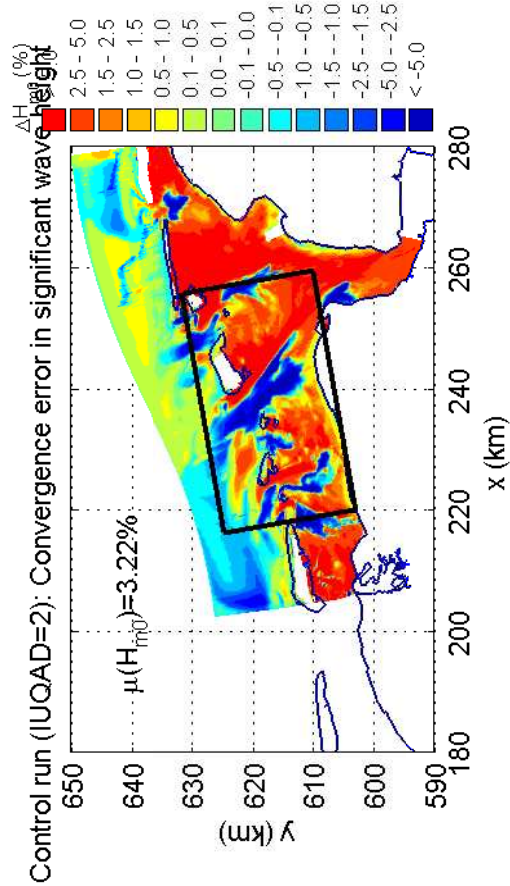 Control run (IUQAD=2): Convergence error in significant wave height
ΔHm0 (%)
2.5 - 5.0
1.5 - 2.5
1.0 - 1.5
0.5 - 1.0
0.1 - 0.5
0.0 - 0.1
-0.1 - 0.0
-0.5 - -0.1
-1.0 - -0.5
-1.5 - -1.0
-2.5 - -1.5
-5.0 - -2.5
< -5.0
μ(Hm0)=3.22%
650
640
630
620
610
600
590
y (km)
180 200 220 240 260 280
x (km)